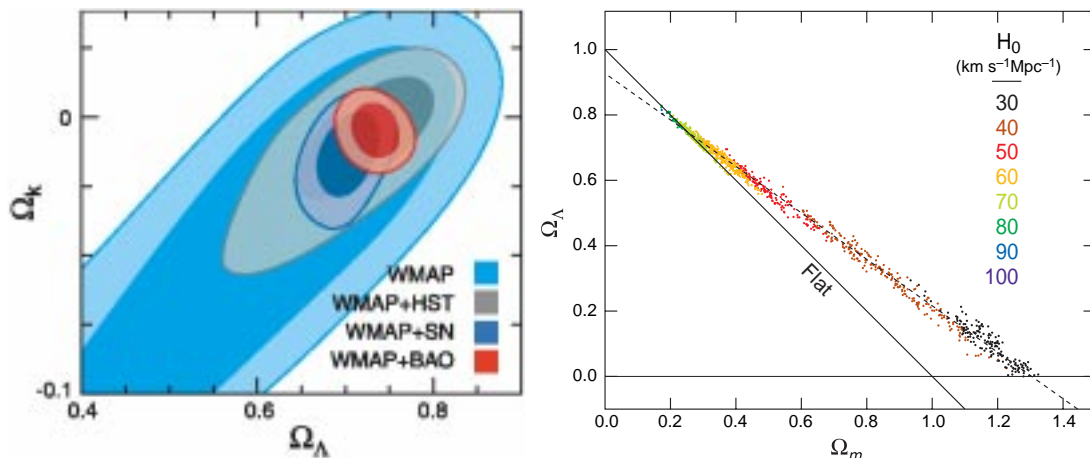 0
Ωk
WMAP
WMAP+HST
WMAP+SN
WMAP+BAO
-0.1
0.4 0.6 0.8
ΩΛ
H0
(km s−1Mpc−1)
30
40
50
60
70
80
90
100
1.0
0.8
0.6
0.4
0.2
0.0
ΩΛ
Flat
0.0 0.2 0.4 0.6 0.8 1.0 1.2 1.4
Ωm